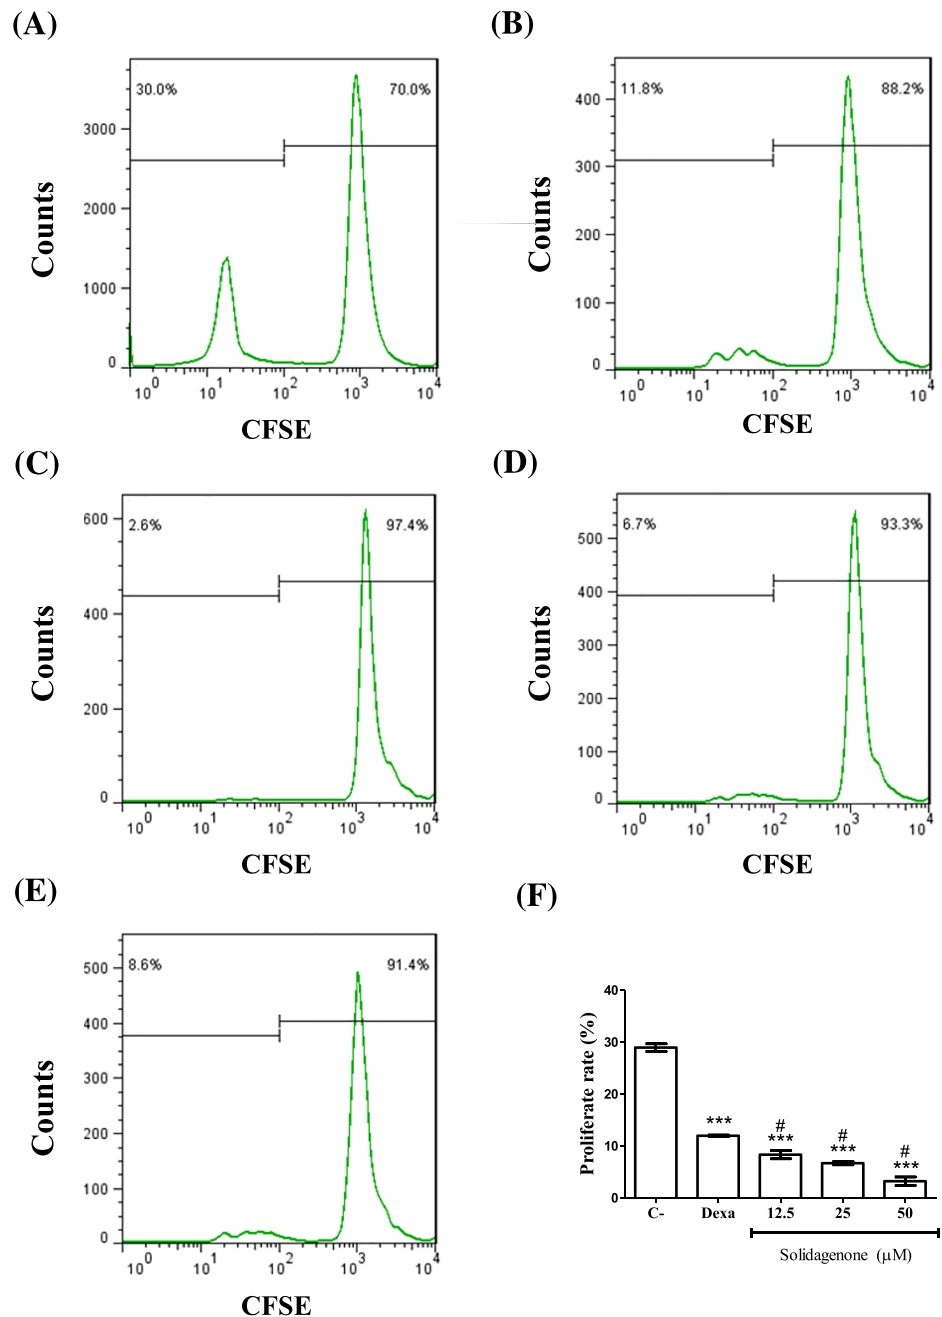 (A)
30.0% 70.0%
3000
2000
1000
0
10^0 10^1 10^2 10^3 10^4
Counts
CFSE
(B)
11.8% 88.2%
400
300
200
100
0
10^0 10^1 10^2 10^3 10^4
Counts
CFSE
(C)
2.6% 97.4%
600
400
200
0
10^0 10^1 10^2 10^3 10^4
Counts
CFSE
(D)
6.7% 93.3%
500
400
300
200
100
0
10^0 10^1 10^2 10^3 10^4
Counts
CFSE
(E)
8.6% 91.4%
500
400
300
200
100
0
10^0 10^1 10^2 10^3 10^4
Counts
CFSE
(F)
Proliferate rate (%)
40
30
20
10
0
***
# # #
*** *** ***
C- Dexa 12.5 25 50
Solidagenone (μM)